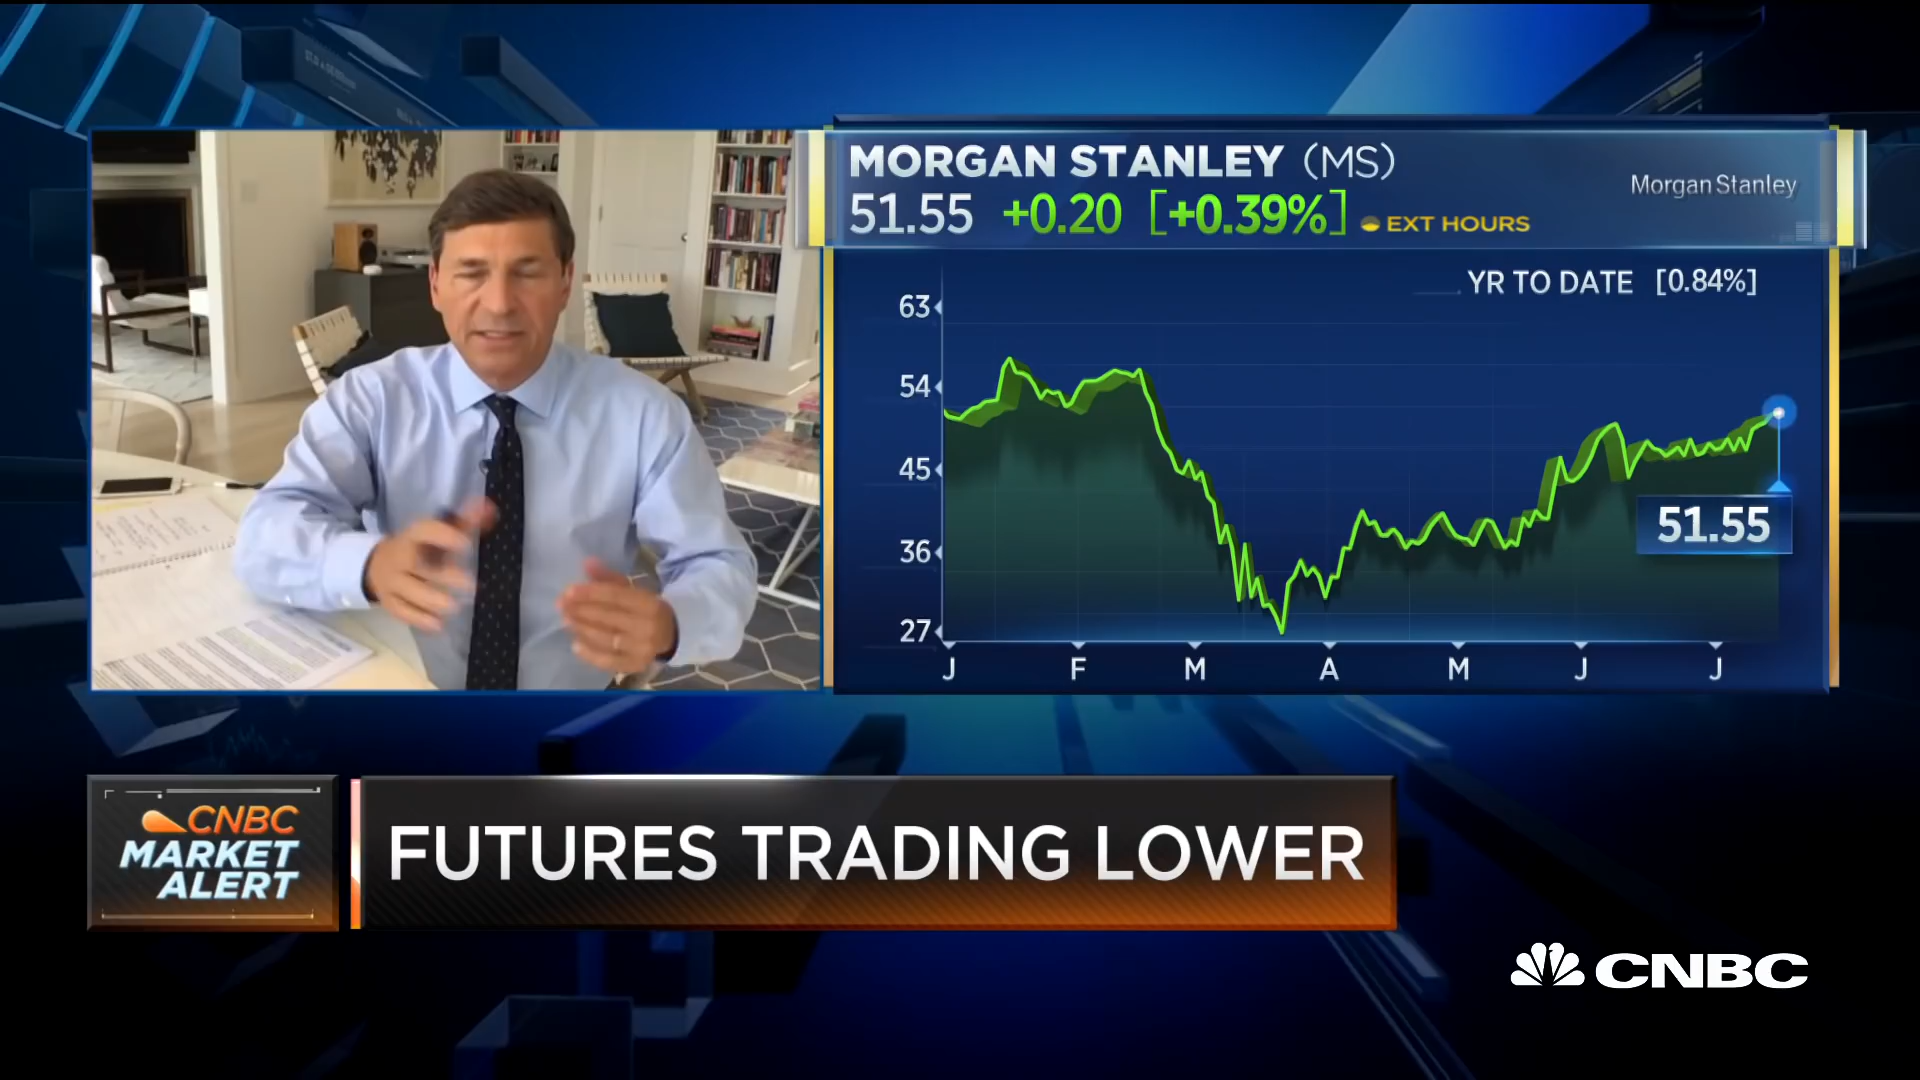 MORGAN STANLEY (MS)
51.55 +0.20 [+0.39%] EXT HOURS
Morgan Stanley
YR TO DATE [0.84%]
63
54
45
36
27
J F M A M J J
51.55
CNBC
MARKET
ALERT
FUTURES TRADING LOWER
CNBC